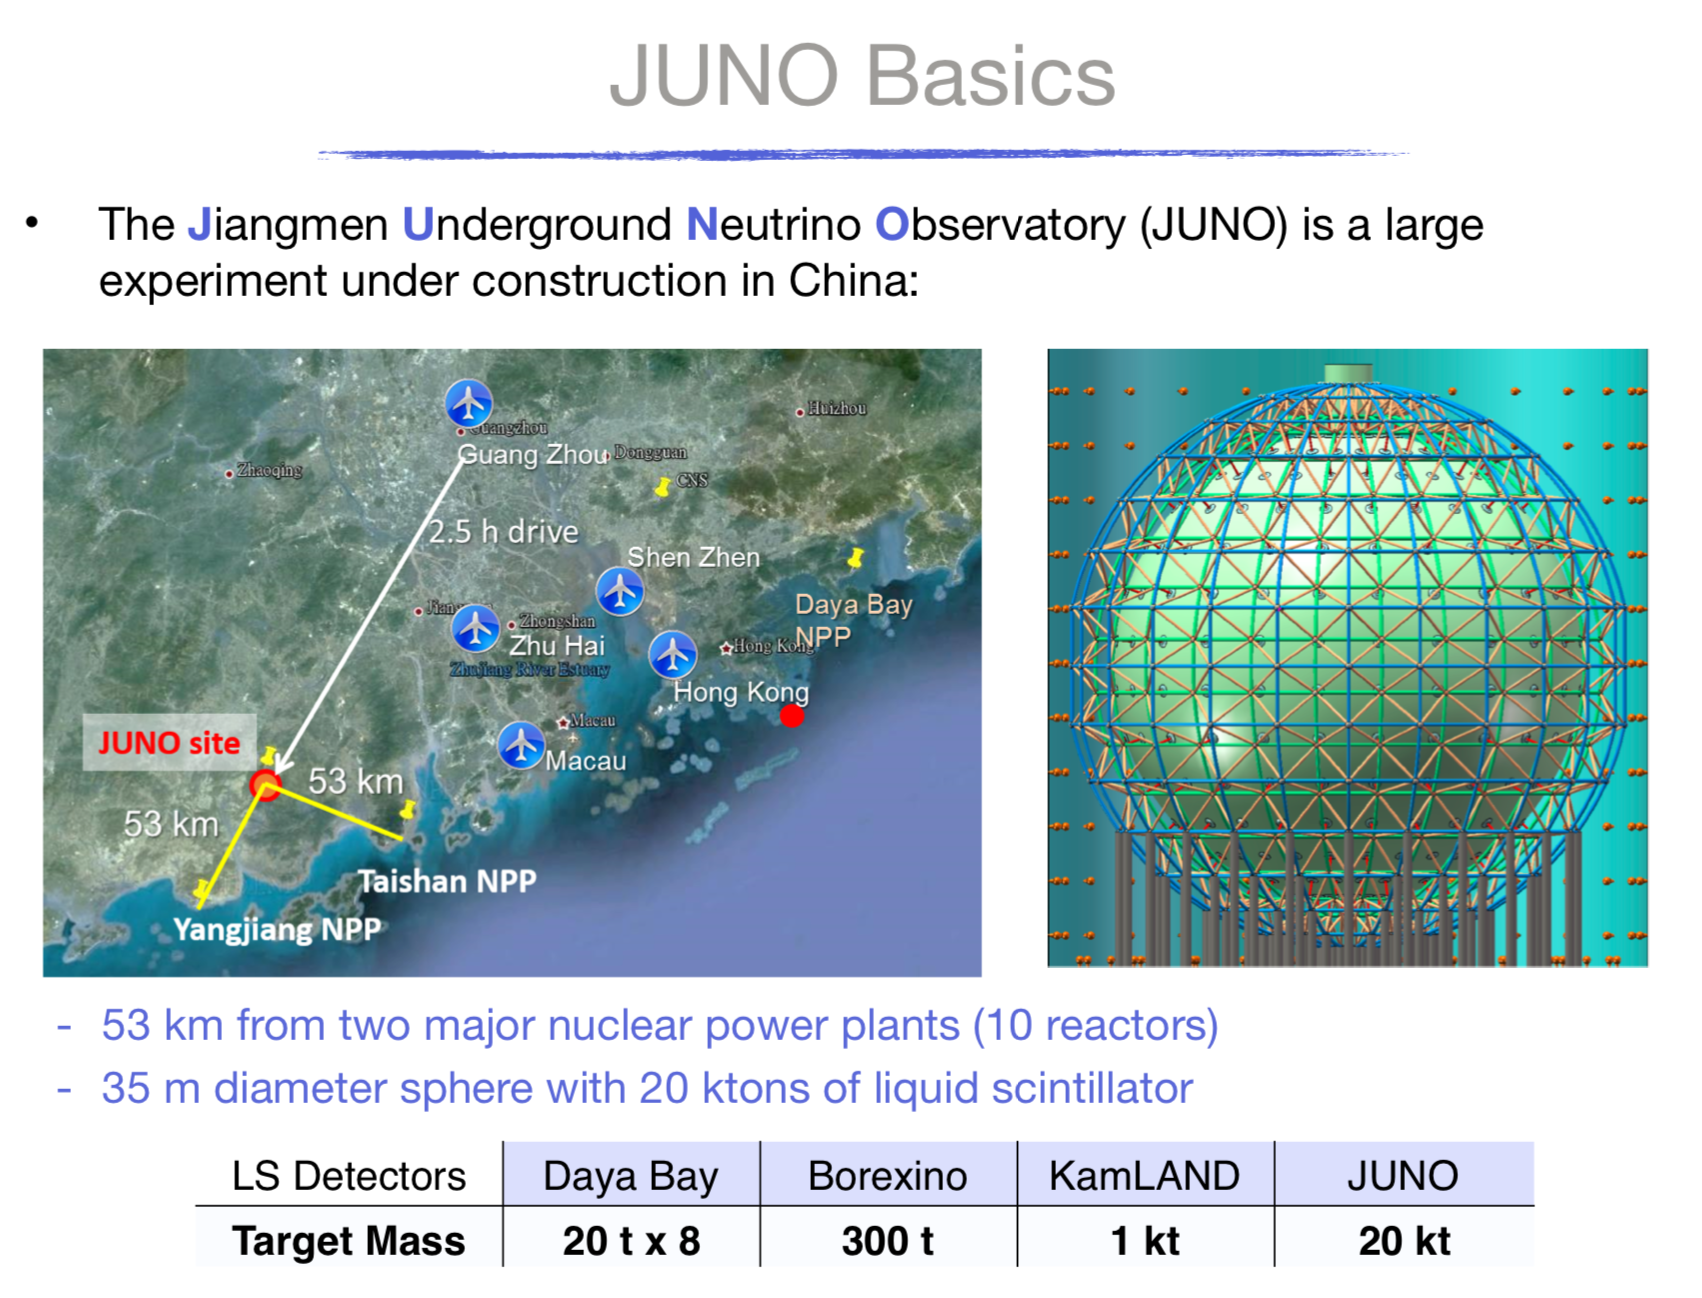 JUNO Basics
• The Jiangmen Underground Neutrino Observatory (JUNO) is a large
experiment under construction in China:
Huizhou
Guangzhou
Guang Zhou
Dongguan
Zhaoqing
CNS
2.5 h drive
Shen Zhen
Daya Bay
NPP
Zhongshan
Zhu Hai
Hong Kong
Zhujiang River Estuary
Hong Kong
Macau
JUNO site
Macau
53 km
53 km
Taishan NPP
Yangjiang NPP
- 53 km from two major nuclear power plants (10 reactors)
- 35 m diameter sphere with 20 ktons of liquid scintillator
LS Detectors Daya Bay Borexino KamLAND JUNO
Target Mass 20 t x 8 300 t 1 kt 20 kt